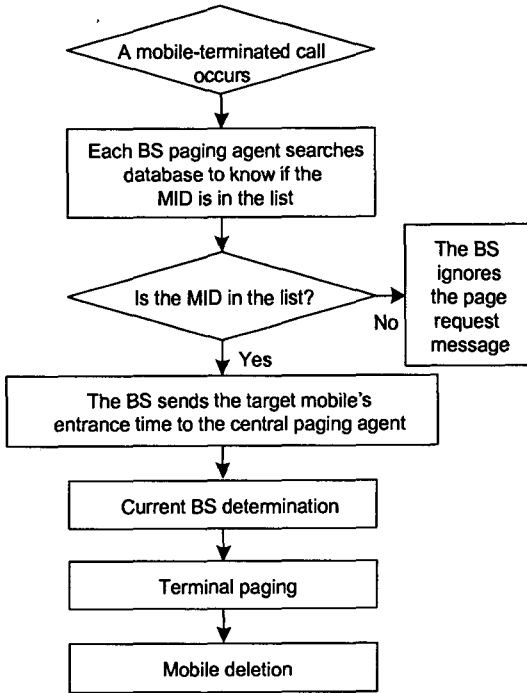 A mobile-terminated call
occurs
Each BS paging agent searches
database to know if the
MID is in the list
Is the MID in the list?
No
The BS
ignores
the page
request
message
Yes
The BS sends the target mobile's
entrance time to the central paging agent
Current BS determination
Terminal paging
Mobile deletion